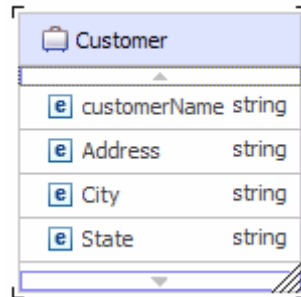 Customer
e customerName string
e Address string
e City string
e State string